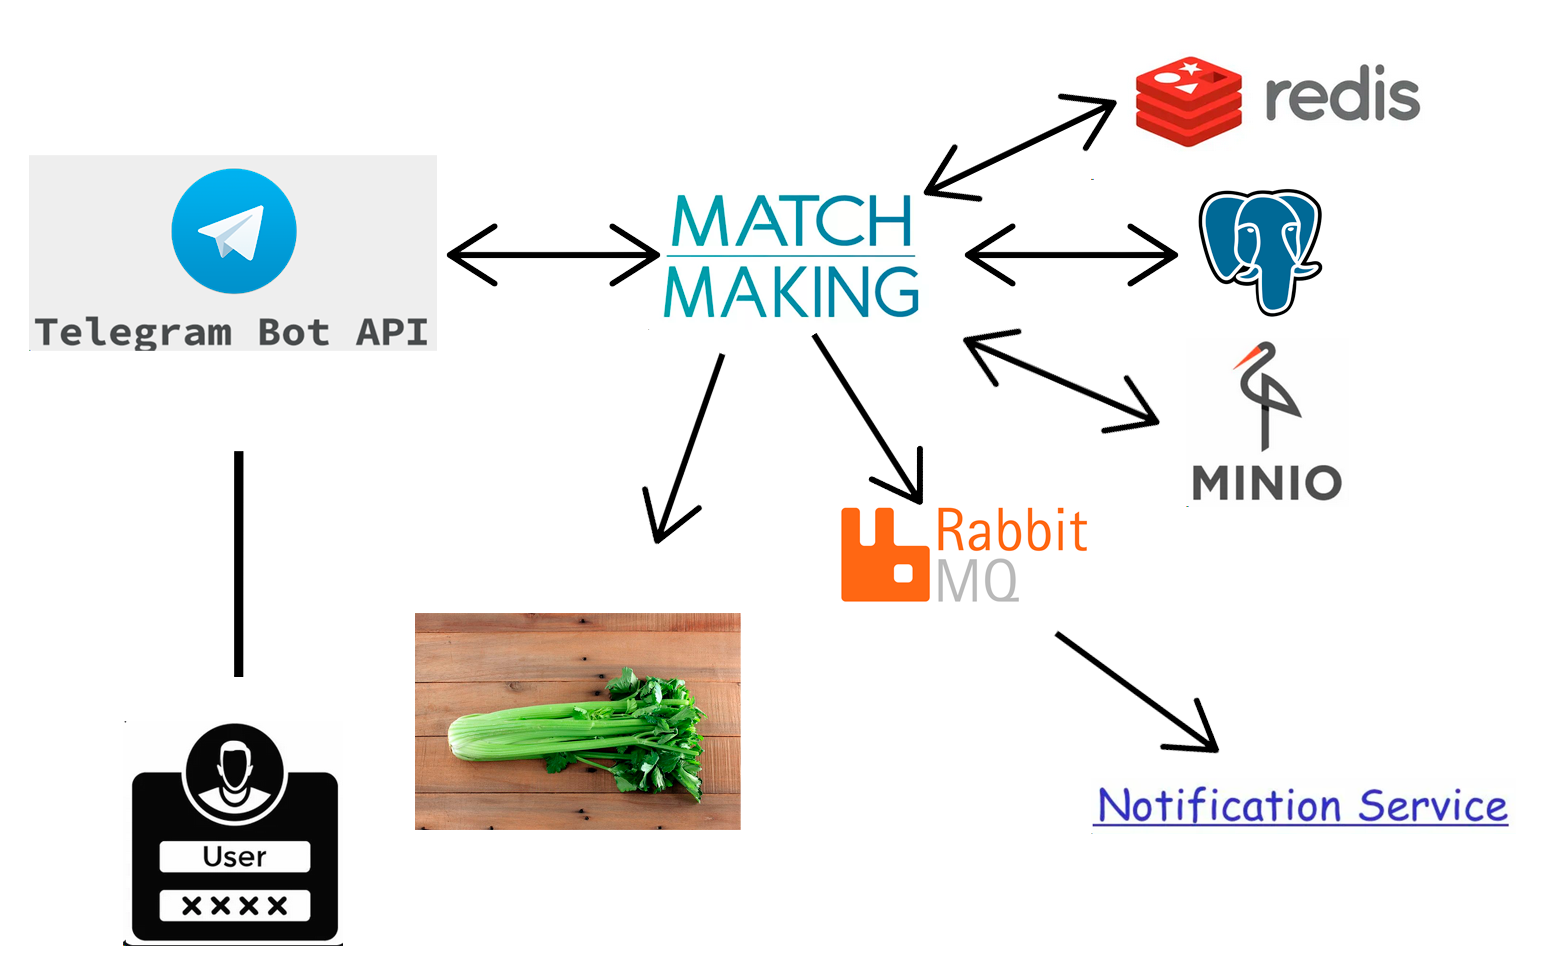 redis
MATCH
MAKING
Telegram Bot API
MINIO
Rabbit
MQ
Notification Service
User
××××